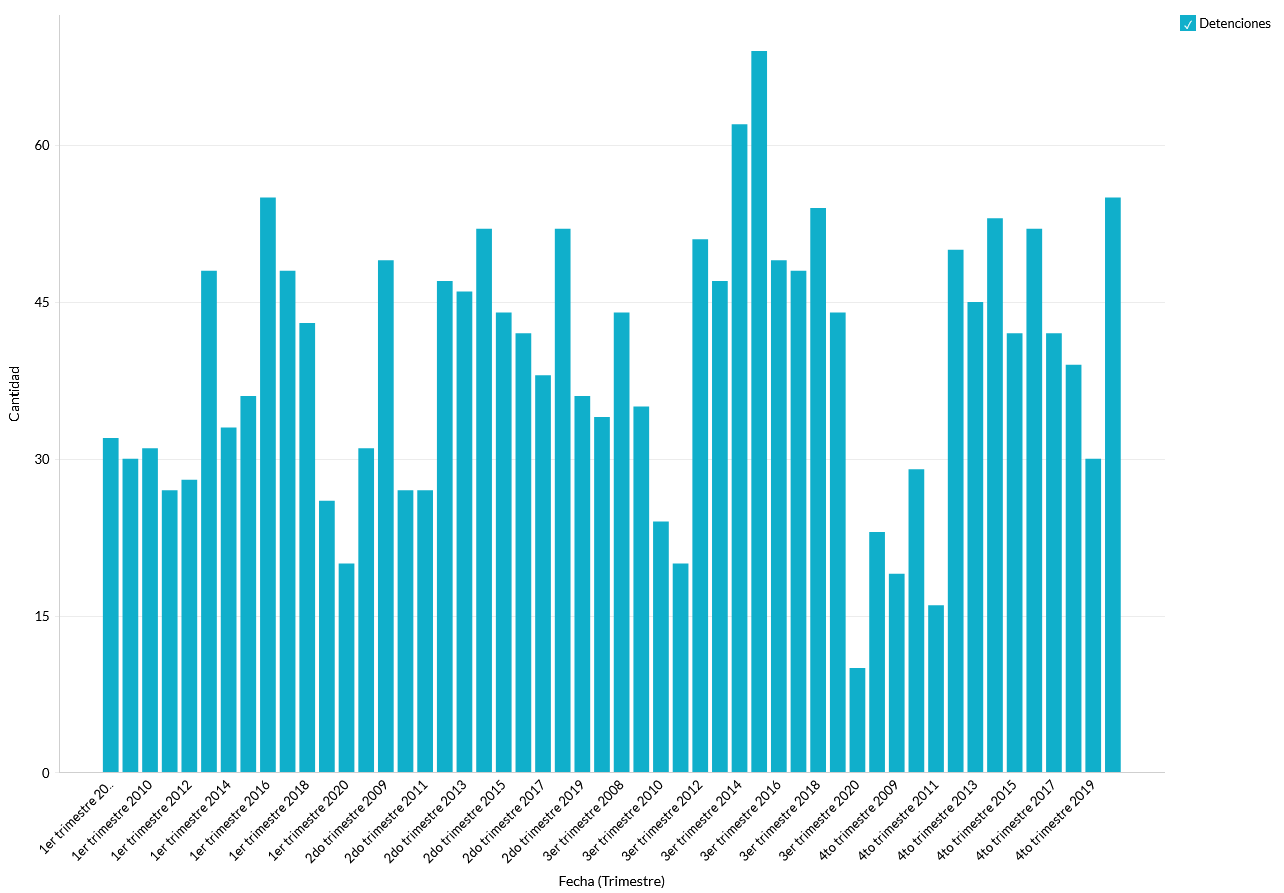 Detenciones
60
45
30
15
0
Cantidad
1er trimestre 20..
1er trimestre 2010
1er trimestre 2012
1er trimestre 2014
1er trimestre 2016
1er trimestre 2018
1er trimestre 2020
2do trimestre 2009
2do trimestre 2011
2do trimestre 2013
2do trimestre 2015
2do trimestre 2017
2do trimestre 2019
3er trimestre 2008
3er trimestre 2010
3er trimestre 2012
3er trimestre 2014
3er trimestre 2016
3er trimestre 2018
3er trimestre 2020
4to trimestre 2009
4to trimestre 2011
4to trimestre 2013
4to trimestre 2015
4to trimestre 2017
4to trimestre 2019
Fecha (Trimestre)